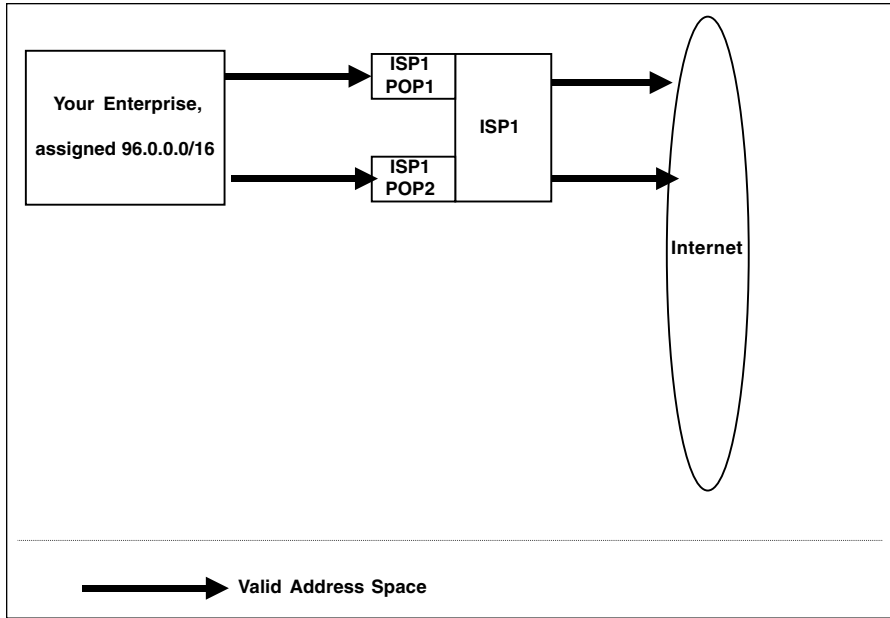 Your Enterprise,
assigned 96.0.0.0/16
ISP1
POP1
ISP1
POP2
ISP1
Internet
Valid Address Space